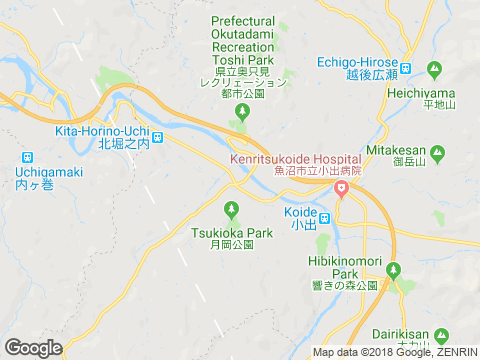 Prefectural
Okutadami
Recreation
Toshi Park
県立奥只見
レクリエーション
都市公園
Echigo-Hirose
越後広瀬
Heichiyama
平地山
Kita-Horino-Uchi
北堀之内
Mitakesan
御岳山
Kenritsukoide Hospital
魚沼市立小出病院
Uchigamaki
内ヶ巻
Koide
小出
Tsukioka Park
月岡公園
Hibikinomori
Park
響きの森公園
Dairikisan
大力山
Google
Map data ©2018 Google, ZENRIN